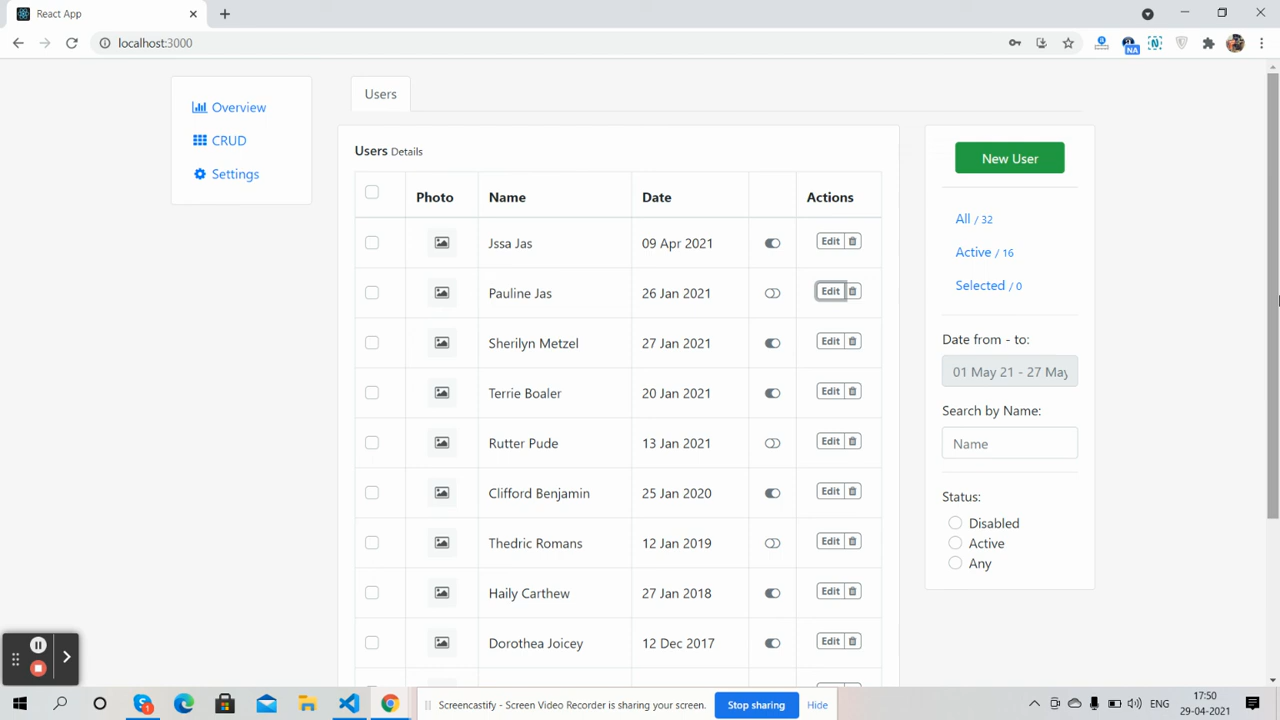 React App
localhost:3000
NA
Overview
CRUD
Settings
Users
Users Details
Photo Name Date Actions
Jssa Jas 09 Apr 2021 Edit
Pauline Jas 26 Jan 2021 Edit
Sherilyn Metzel 27 Jan 2021 Edit
Terrie Boaler 20 Jan 2021 Edit
Rutter Pude 13 Jan 2021 Edit
Clifford Benjamin 25 Jan 2020 Edit
Thedric Romans 12 Jan 2019 Edit
Haily Carthew 27 Jan 2018 Edit
Dorothea Joicey 12 Dec 2017 Edit
New User
All / 32
Active / 16
Selected / 0
Date from - to:
01 May 21 - 27 May
Search by Name:
Name
Status:
Disabled
Active
Any
Screencastify - Screen Video Recorder is sharing your screen.
Stop sharing
Hide
17:50
29-04-2021